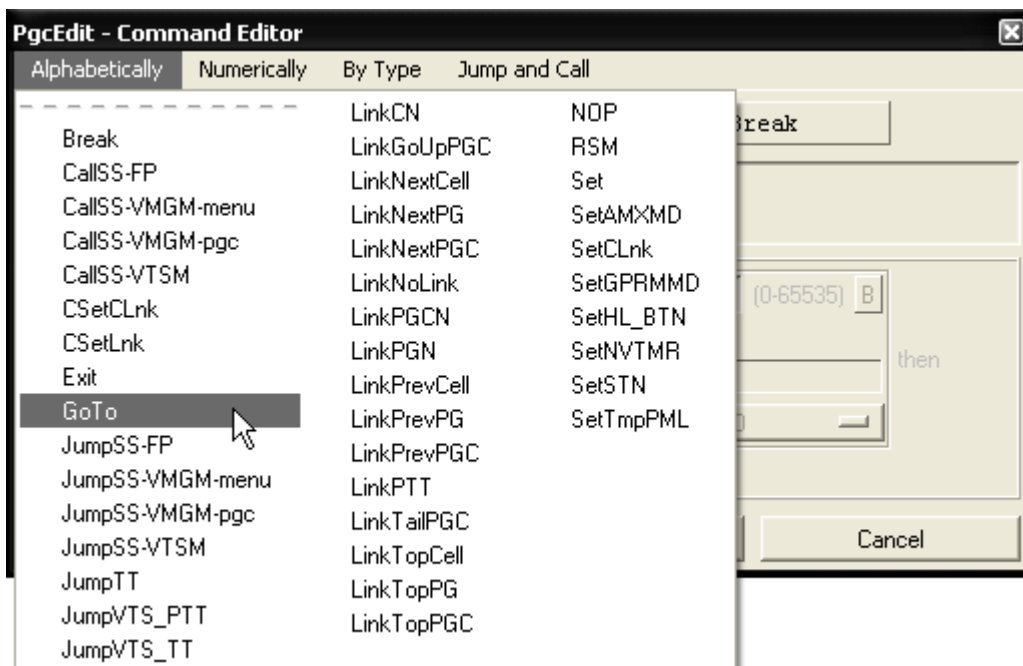 PgcEdit - Command Editor
Alphabetically Numerically By Type Jump and Call
Break
CallSS-FP
CallSS-VMGM-menu
CallSS-VMGM-pgc
CallSS-VTSM
CSetCLnk
CSetLnk
Exit
GoTo
JumpSS-FP
JumpSS-VMGM-menu
JumpSS-VMGM-pgc
JumpSS-VTSM
JumpTT
JumpVTS_PTT
JumpVTS_TT
LinkCN
LinkGoUpPGC
LinkNextCell
LinkNextPG
LinkNextPGC
LinkNoLink
LinkPGCN
LinkPGN
LinkPrevCell
LinkPrevPG
LinkPrevPGC
LinkPTT
LinkTailPGC
LinkTopCell
LinkTopPG
LinkTopPGC
NOP
RSM
Set
SetAMXMD
SetCLnk
SetGPRMMD
SetHL_BTN
SetNVTMR
SetSTN
SetTmpPML
Break
(0-65535) B
then
Cancel